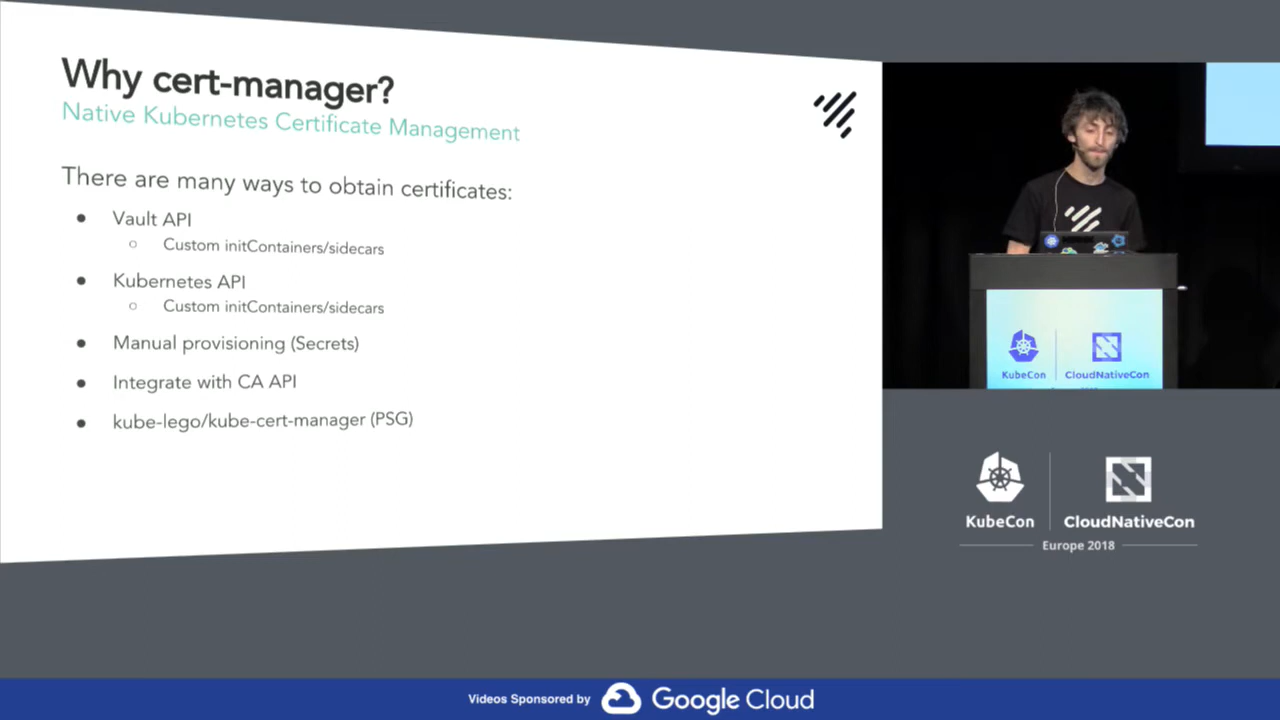 Why cert-manager?
Native Kubernetes Certificate Management
There are many ways to obtain certificates:
● Vault API
○ Custom initContainers/sidecars
● Kubernetes API
○ Custom initContainers/sidecars
● Manual provisioning (Secrets)
● Integrate with CA API
● kube-lego/kube-cert-manager (PSG)
KubeCon CloudNativeCon
KubeCon CloudNativeCon
Europe 2018
Videos Sponsored by Google Cloud